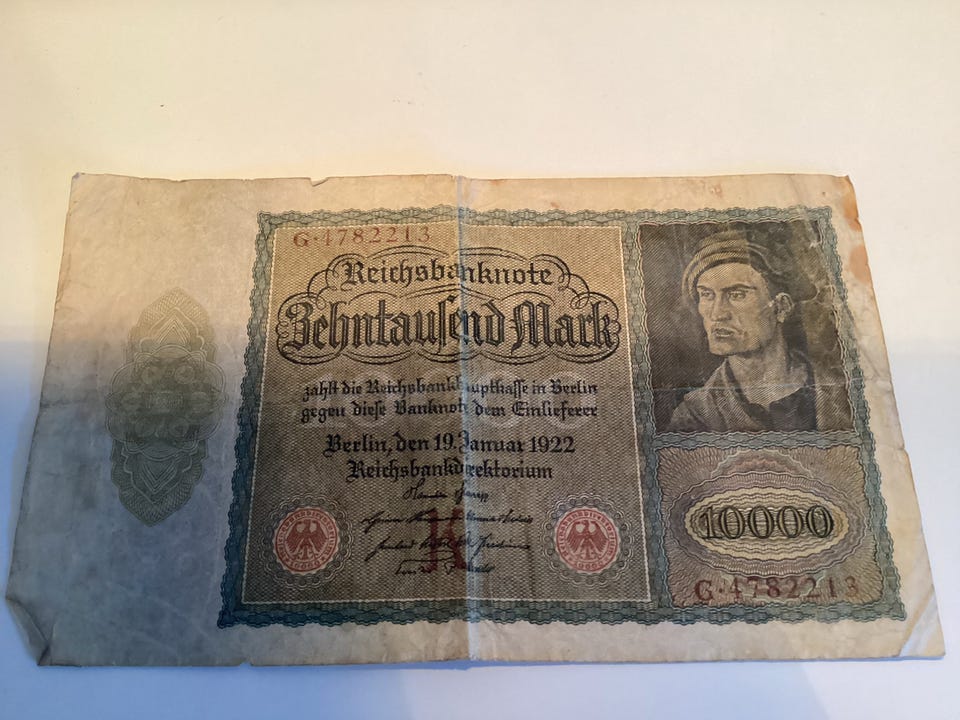 G·4782213
Reichsbanknote
Zehntauſend Mark
zahlt die Reichsbankhauptkaſſe in Berlin
gegen dieſe Banknote dem Einlieferer
Berlin, den 19. Januar 1922
Reichsbankdirektorium
K
10000
G·4782213